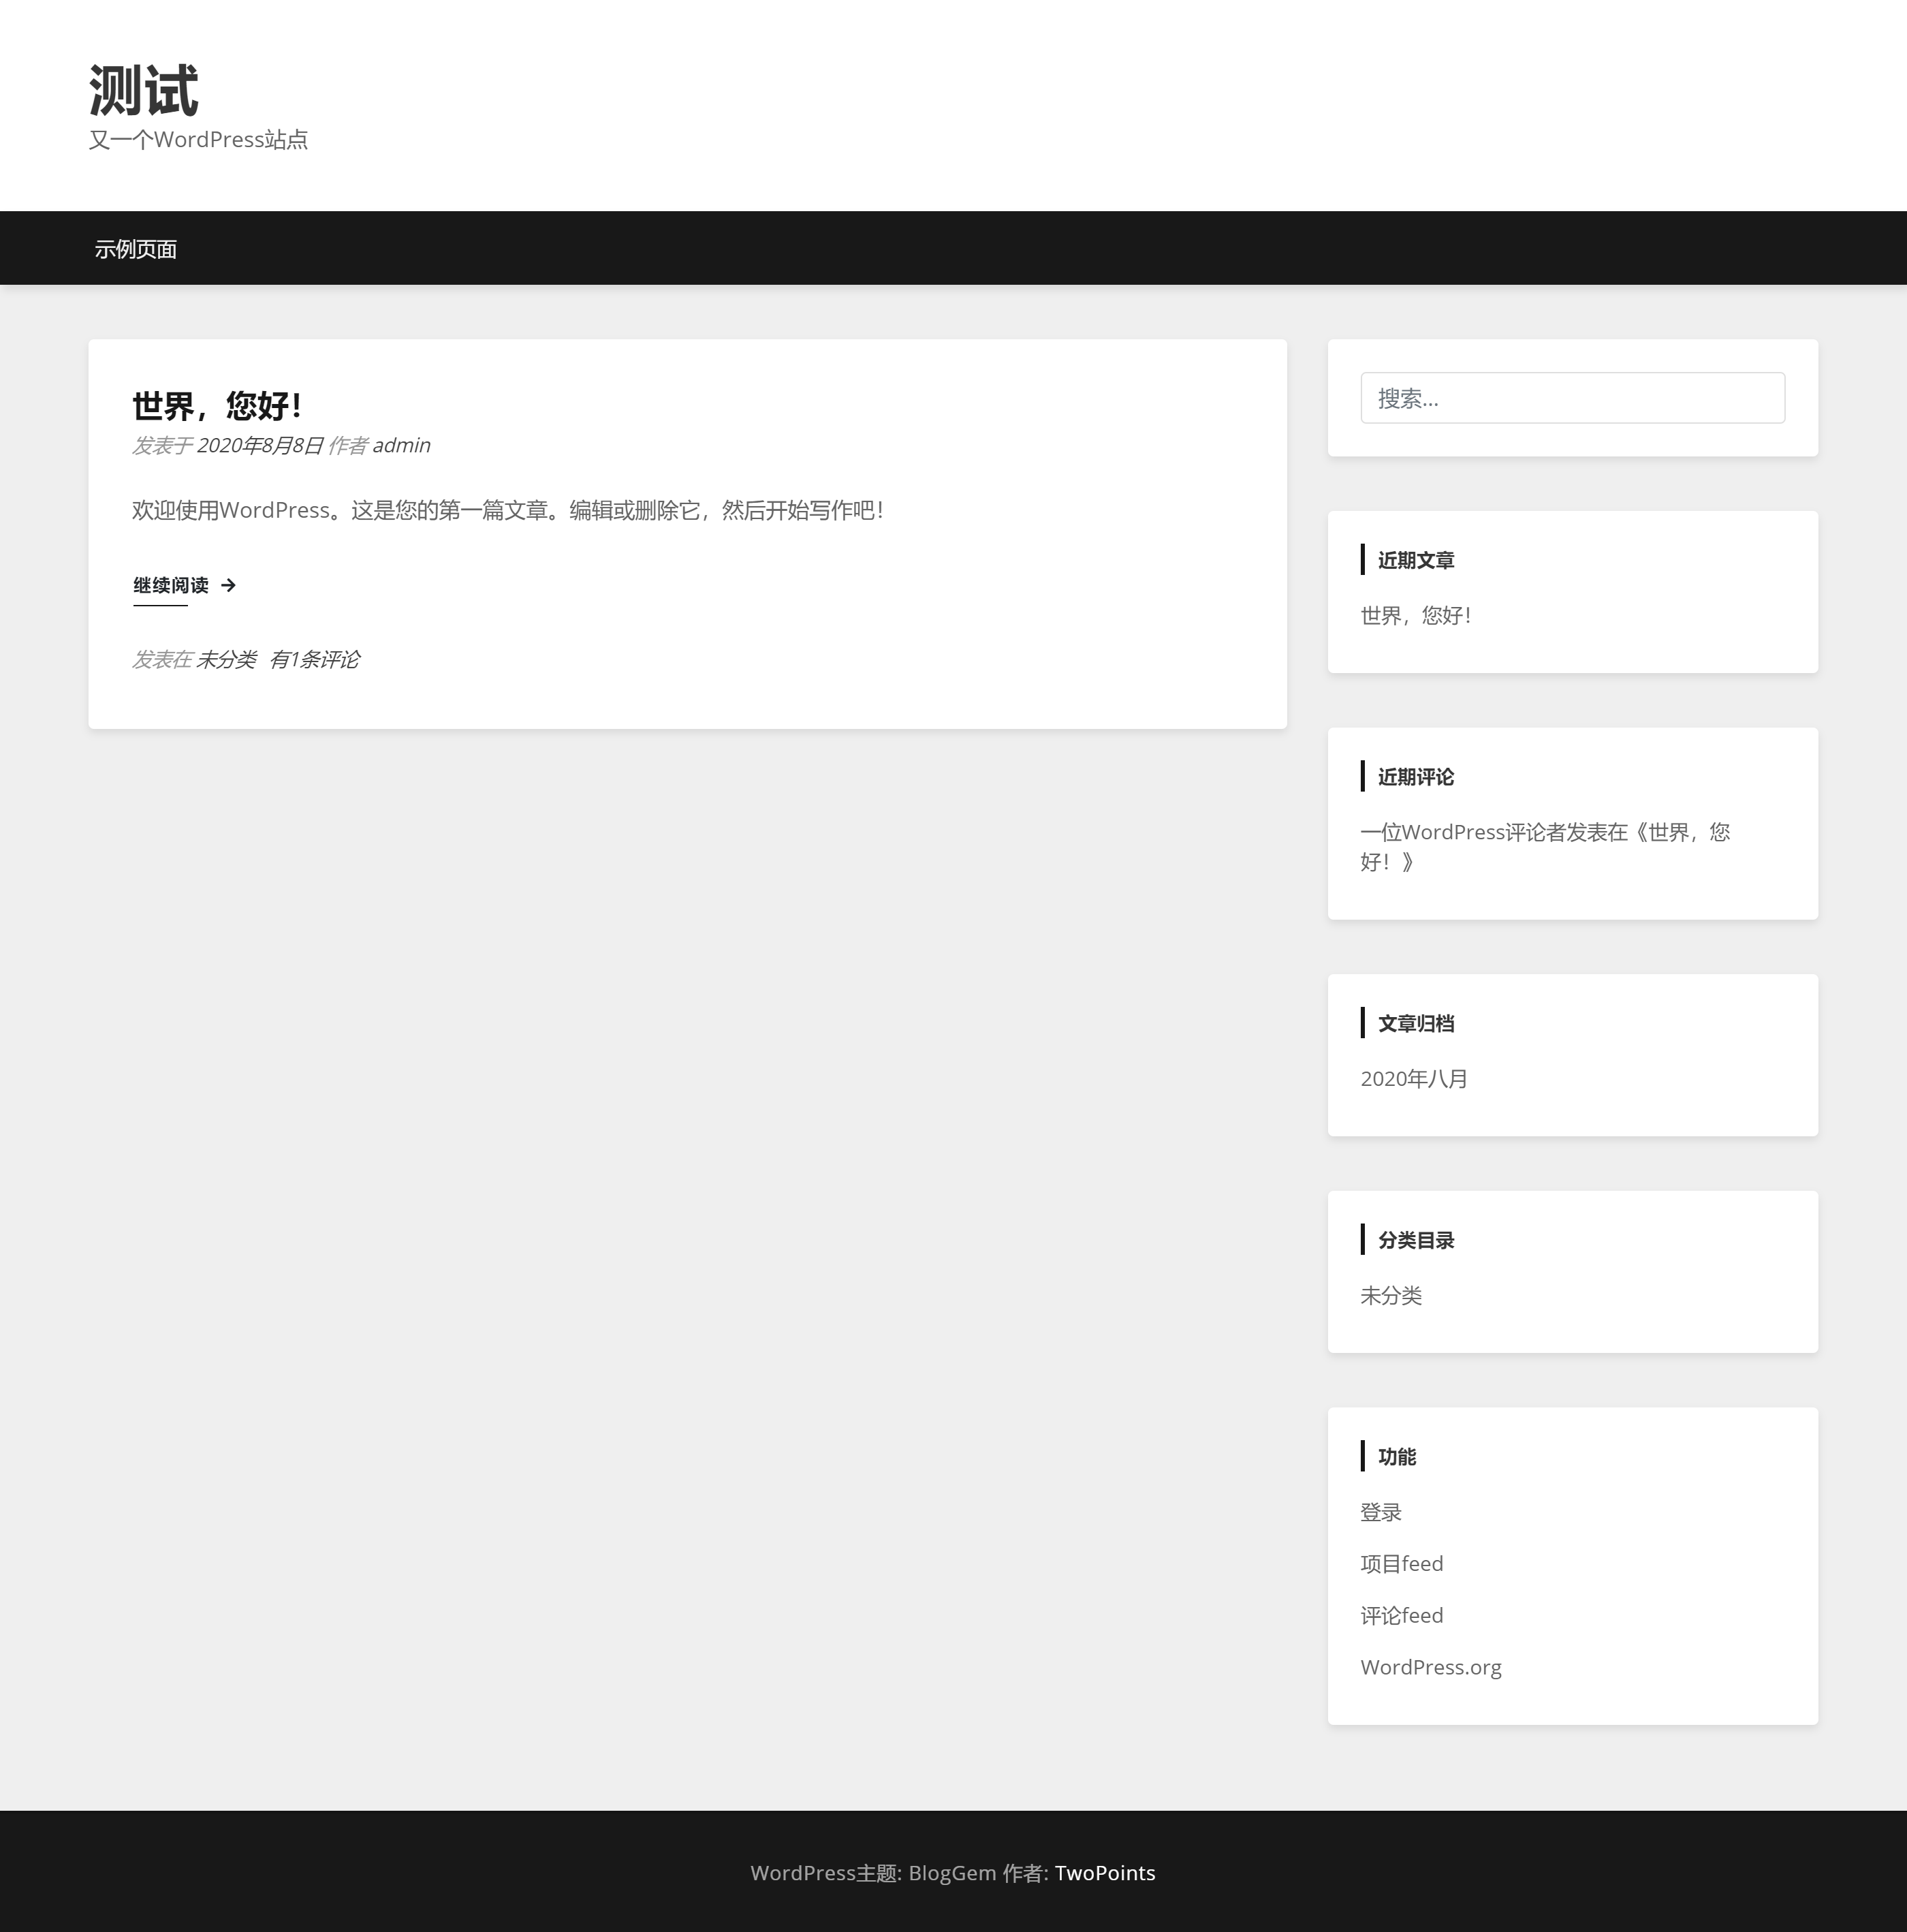 测试
又一个WordPress站点
示例页面
世界，您好！
发表于 2020年8月8日 作者 admin
欢迎使用WordPress。这是您的第一篇文章。编辑或删除它，然后开始写作吧！
继续阅读 →
发表在 未分类 有1条评论
搜索…
近期文章
世界，您好！
近期评论
一位WordPress评论者发表在《世界，您
好！》
文章归档
2020年八月
分类目录
未分类
功能
登录
项目feed
评论feed
WordPress.org
WordPress主题: BlogGem 作者: TwoPoints